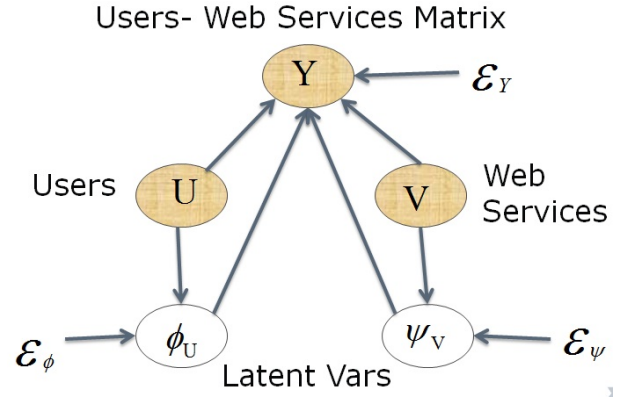 Users- Web Services Matrix
Y
ε_Y
Users
U
V
Web
Services
ε_ϕ
ϕ_U
ψ_V
ε_ψ
Latent Vars